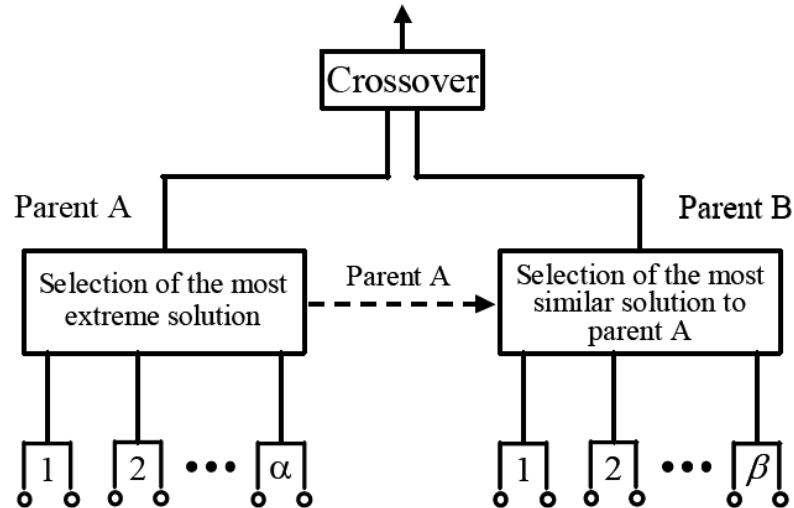 Crossover
Parent A
Parent B
Selection of the most
extreme solution
Parent A
Selection of the most
similar solution to
parent A
1 2 ••• α
1 2 ••• β